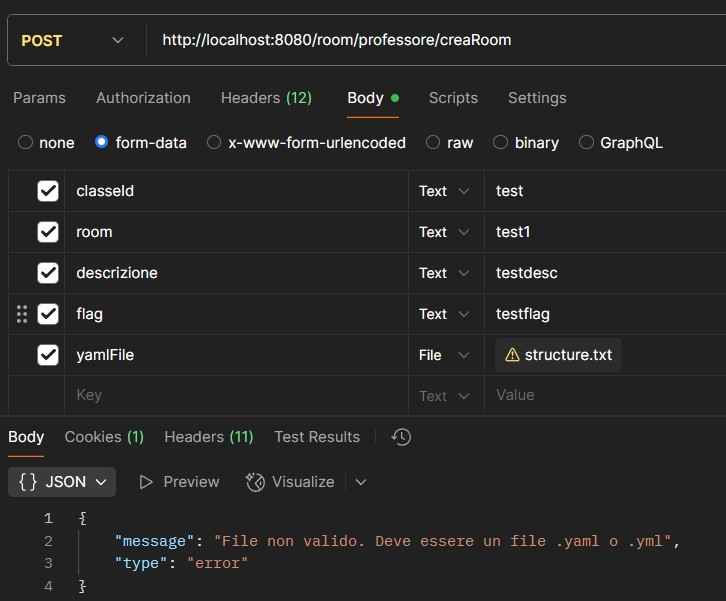 POST http://localhost:8080/room/professore/creaRoom
Params Authorization Headers (12) Body Scripts Settings
none form-data x-www-form-urlencoded raw binary GraphQL
classeId Text test
room Text test1
descrizione Text testdesc
flag Text testflag
yamlFile File structure.txt
Key Text Value
Body Cookies (1) Headers (11) Test Results
{} JSON Preview Visualize
1 {
2 "message": "File non valido. Deve essere un file .yaml o .yml",
3 "type": "error"
4 }